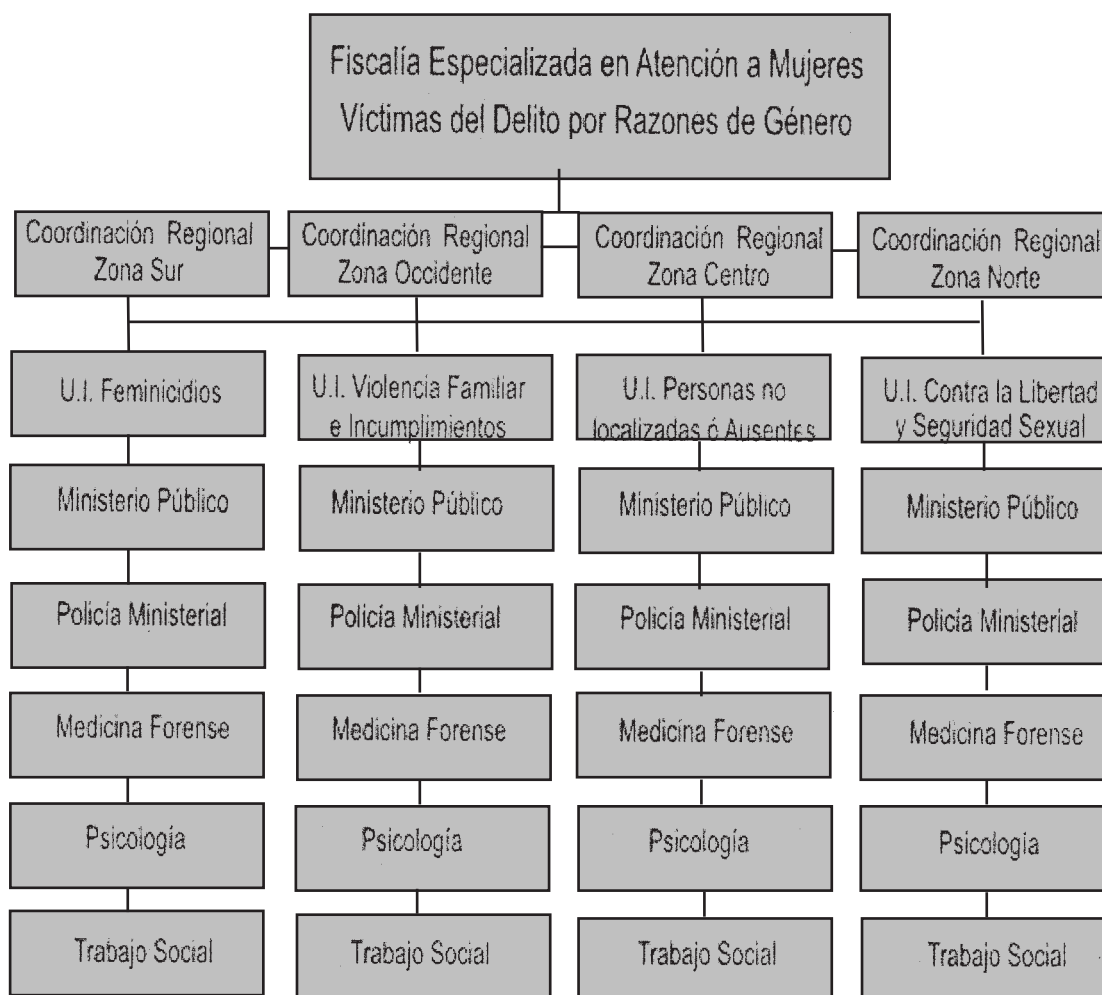 Fiscalía Especializada en Atención a Mujeres
Víctimas del Delito por Razones de Género
Coordinación Regional
Zona Sur
Coordinación Regional
Zona Occidente
Coordinación Regional
Zona Centro
Coordinación Regional
Zona Norte
U.I. Feminicidios
U.I. Violencia Familiar
e Incumplimientos
U.I. Personas no
localizadas ó Ausentes
U.I. Contra la Libertad
y Seguridad Sexual
Ministerio Público
Ministerio Público
Ministerio Público
Ministerio Público
Policía Ministerial
Policía Ministerial
Policía Ministerial
Policía Ministerial
Medicina Forense
Medicina Forense
Medicina Forense
Medicina Forense
Psicología
Psicología
Psicología
Psicología
Trabajo Social
Trabajo Social
Trabajo Social
Trabajo Social